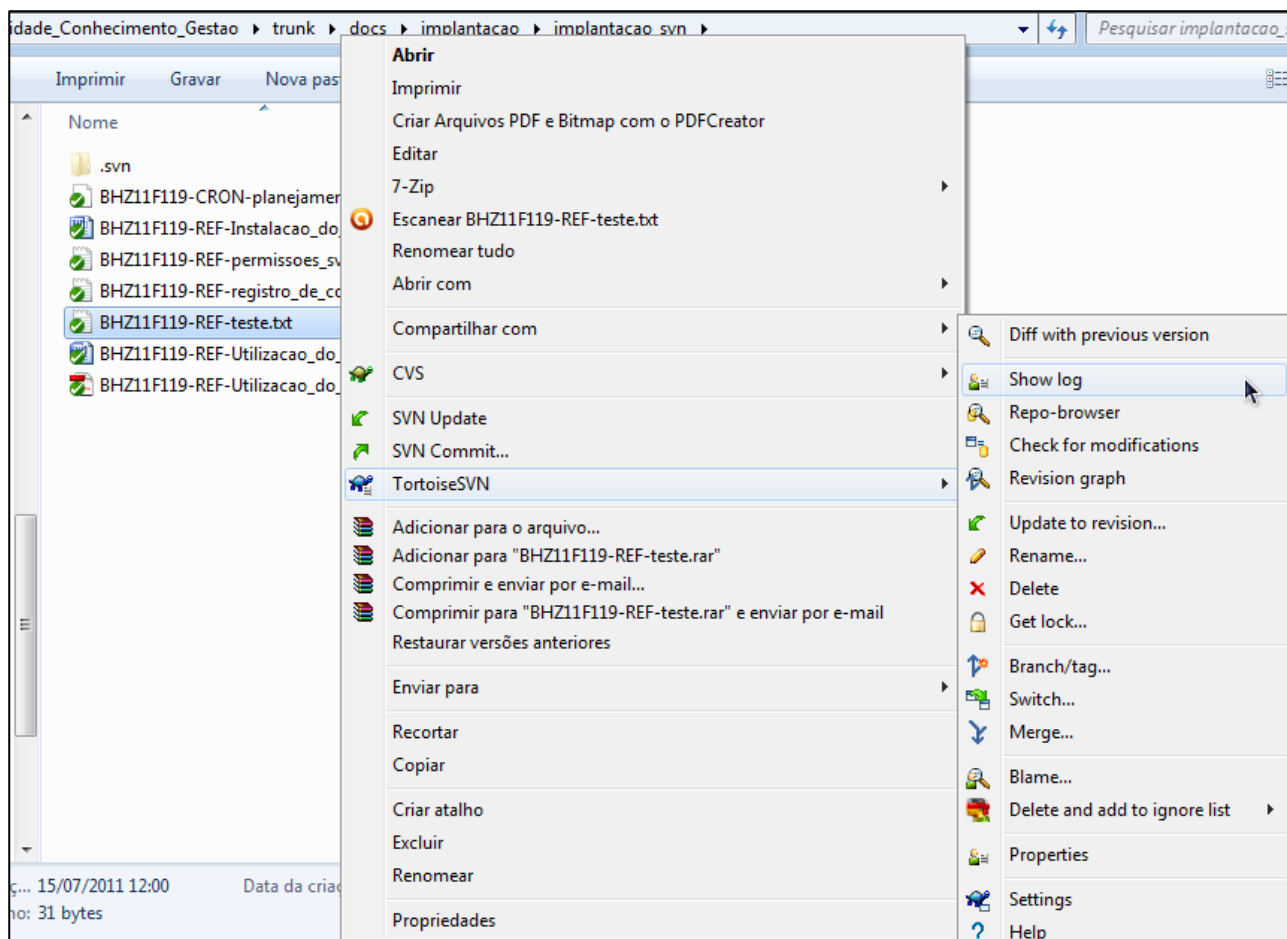 idade_Conhecimento_Gestao ▸ trunk ▸ docs ▸ implantacao ▸ implantacao_svn ▸
Pesquisar implantacao_
Imprimir Gravar Nova pas
Nome
.svn
BHZ11F119-CRON-planejamer
BHZ11F119-REF-Instalacao_do_
BHZ11F119-REF-permissoes_sv
BHZ11F119-REF-registro_de_co
BHZ11F119-REF-teste.txt
BHZ11F119-REF-Utilizacao_do_
BHZ11F119-REF-Utilizacao_do_
Abrir
Imprimir
Criar Arquivos PDF e Bitmap com o PDFCreator
Editar
7-Zip
Escanear BHZ11F119-REF-teste.txt
Renomear tudo
Abrir com
Compartilhar com
CVS
SVN Update
SVN Commit...
TortoiseSVN
Adicionar para o arquivo...
Adicionar para "BHZ11F119-REF-teste.rar"
Comprimir e enviar por e-mail...
Comprimir para "BHZ11F119-REF-teste.rar" e enviar por e-mail
Restaurar versões anteriores
Enviar para
Recortar
Copiar
Criar atalho
Excluir
Renomear
Propriedades
Diff with previous version
Show log
Repo-browser
Check for modifications
Revision graph
Update to revision...
Rename...
Delete
Get lock...
Branch/tag...
Switch...
Merge...
Blame...
Delete and add to ignore list
Properties
Settings
Help
ç... 15/07/2011 12:00 Data da criaç
ho: 31 bytes